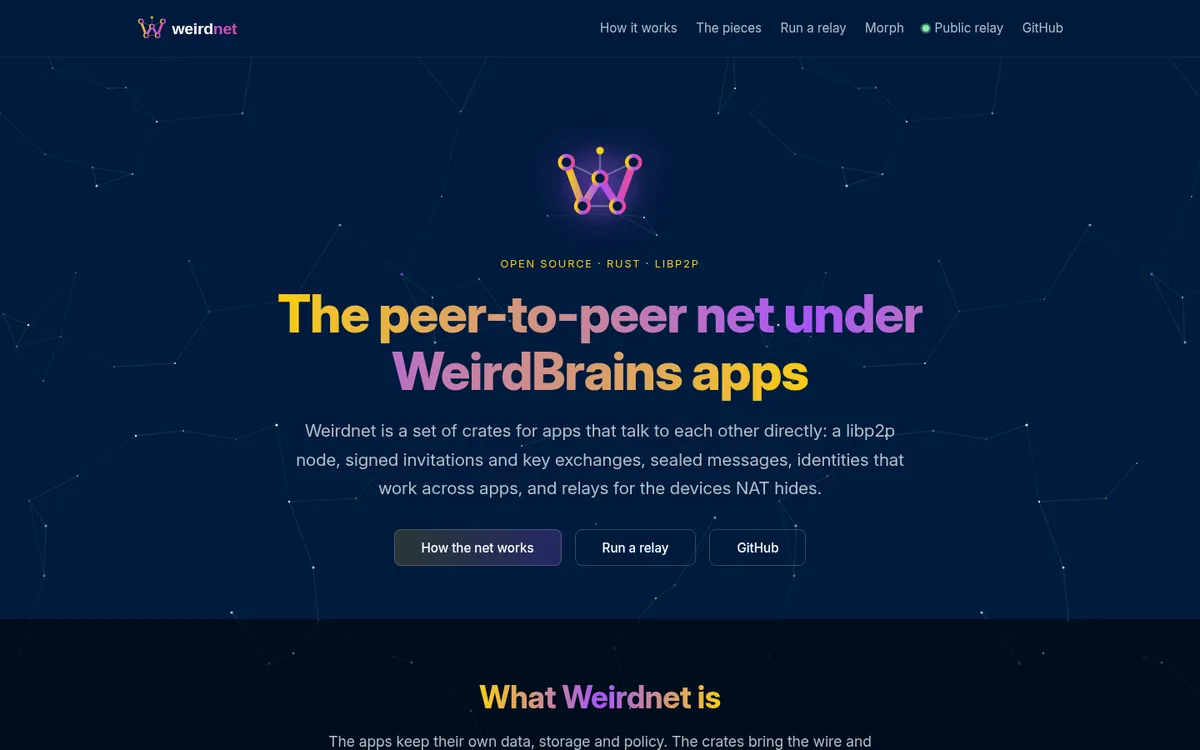 weirdnet
How it works
The pieces
Run a relay
Morph
Public relay
GitHub
OPEN SOURCE · RUST · LIBP2P
The peer-to-peer net under
WeirdBrains apps
Weirdnet is a set of crates for apps that talk to each other directly: a libp2p
node, signed invitations and key exchanges, sealed messages, identities that
work across apps, and relays for the devices NAT hides.
How the net works
Run a relay
GitHub
What Weirdnet is
The apps keep their own data, storage and policy. The crates bring the wire and